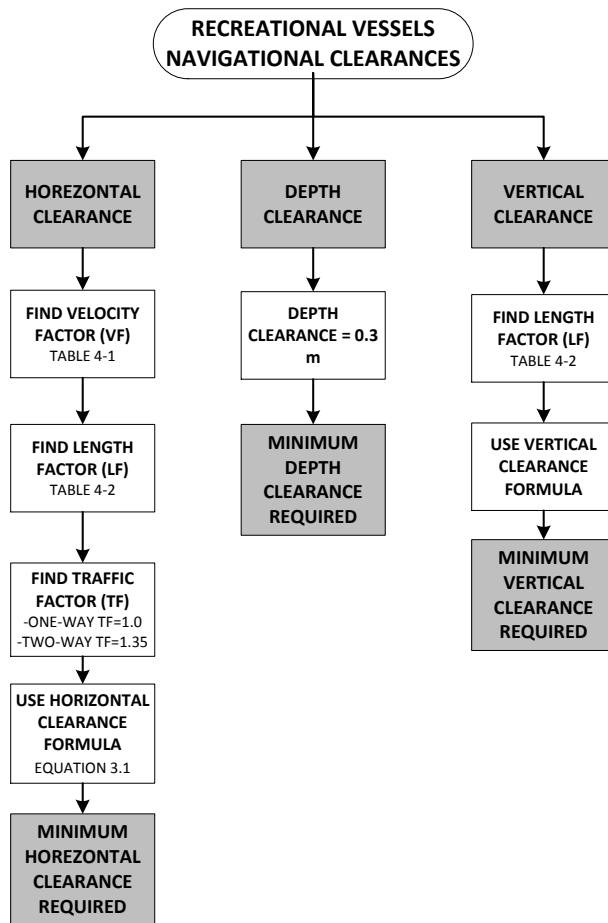 RECREATIONAL VESSELS
NAVIGATIONAL CLEARANCES
HOREZONTAL
CLEARANCE
FIND VELOCITY
FACTOR (VF)
TABLE 4-1
FIND LENGTH
FACTOR (LF)
TABLE 4-2
FIND TRAFFIC
FACTOR (TF)
-ONE-WAY TF=1.0
-TWO-WAY TF=1.35
USE HORIZONTAL
CLEARANCE
FORMULA
EQUATION 3.1
MINIMUM
HOREZONTAL
CLEARANCE
REQUIRED
DEPTH
CLEARANCE
DEPTH
CLEARANCE = 0.3
m
MINIMUM
DEPTH
CLEARANCE
REQUIRED
VERTICAL
CLEARANCE
FIND LENGTH
FACTOR (LF)
TABLE 4-2
USE VERTICAL
CLEARANCE
FORMULA
MINIMUM
VERTICAL
CLEARANCE
REQUIRED